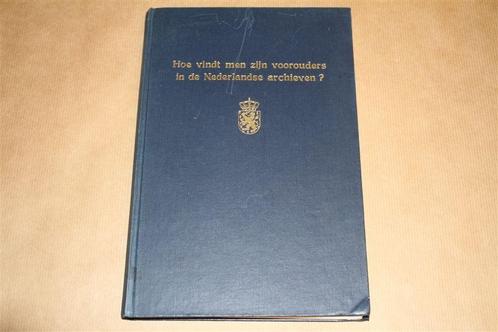 Hoe vindt men zijn voorouders
in de Nederlandse archieven?